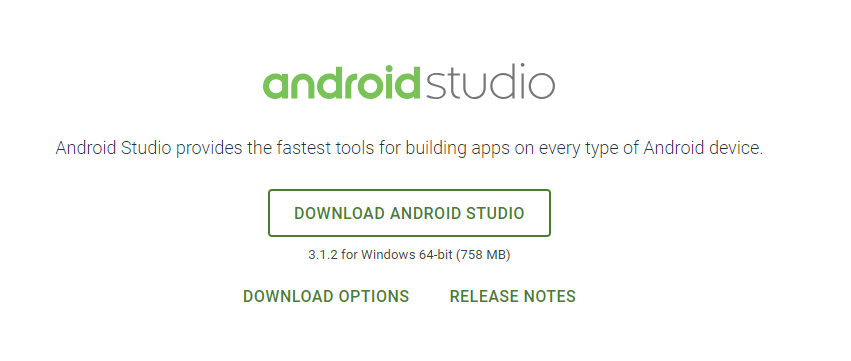 androidstudio
Android Studio provides the fastest tools for building apps on every type of Android device.
DOWNLOAD ANDROID STUDIO
3.1.2 for Windows 64-bit (758 MB)
DOWNLOAD OPTIONS RELEASE NOTES